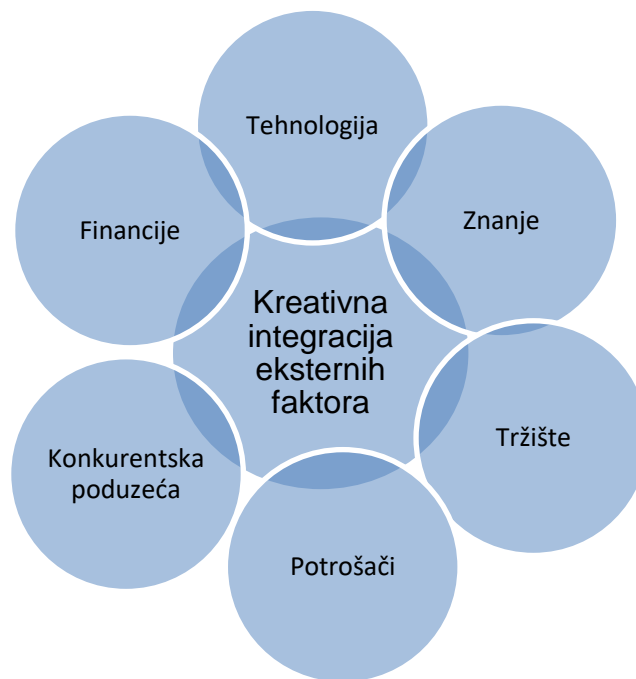 Tehnologija
Financije
Znanje
Kreativna
integracija
eksternih
faktora
Tržište
Konkurentska
poduzeća
Potrošači